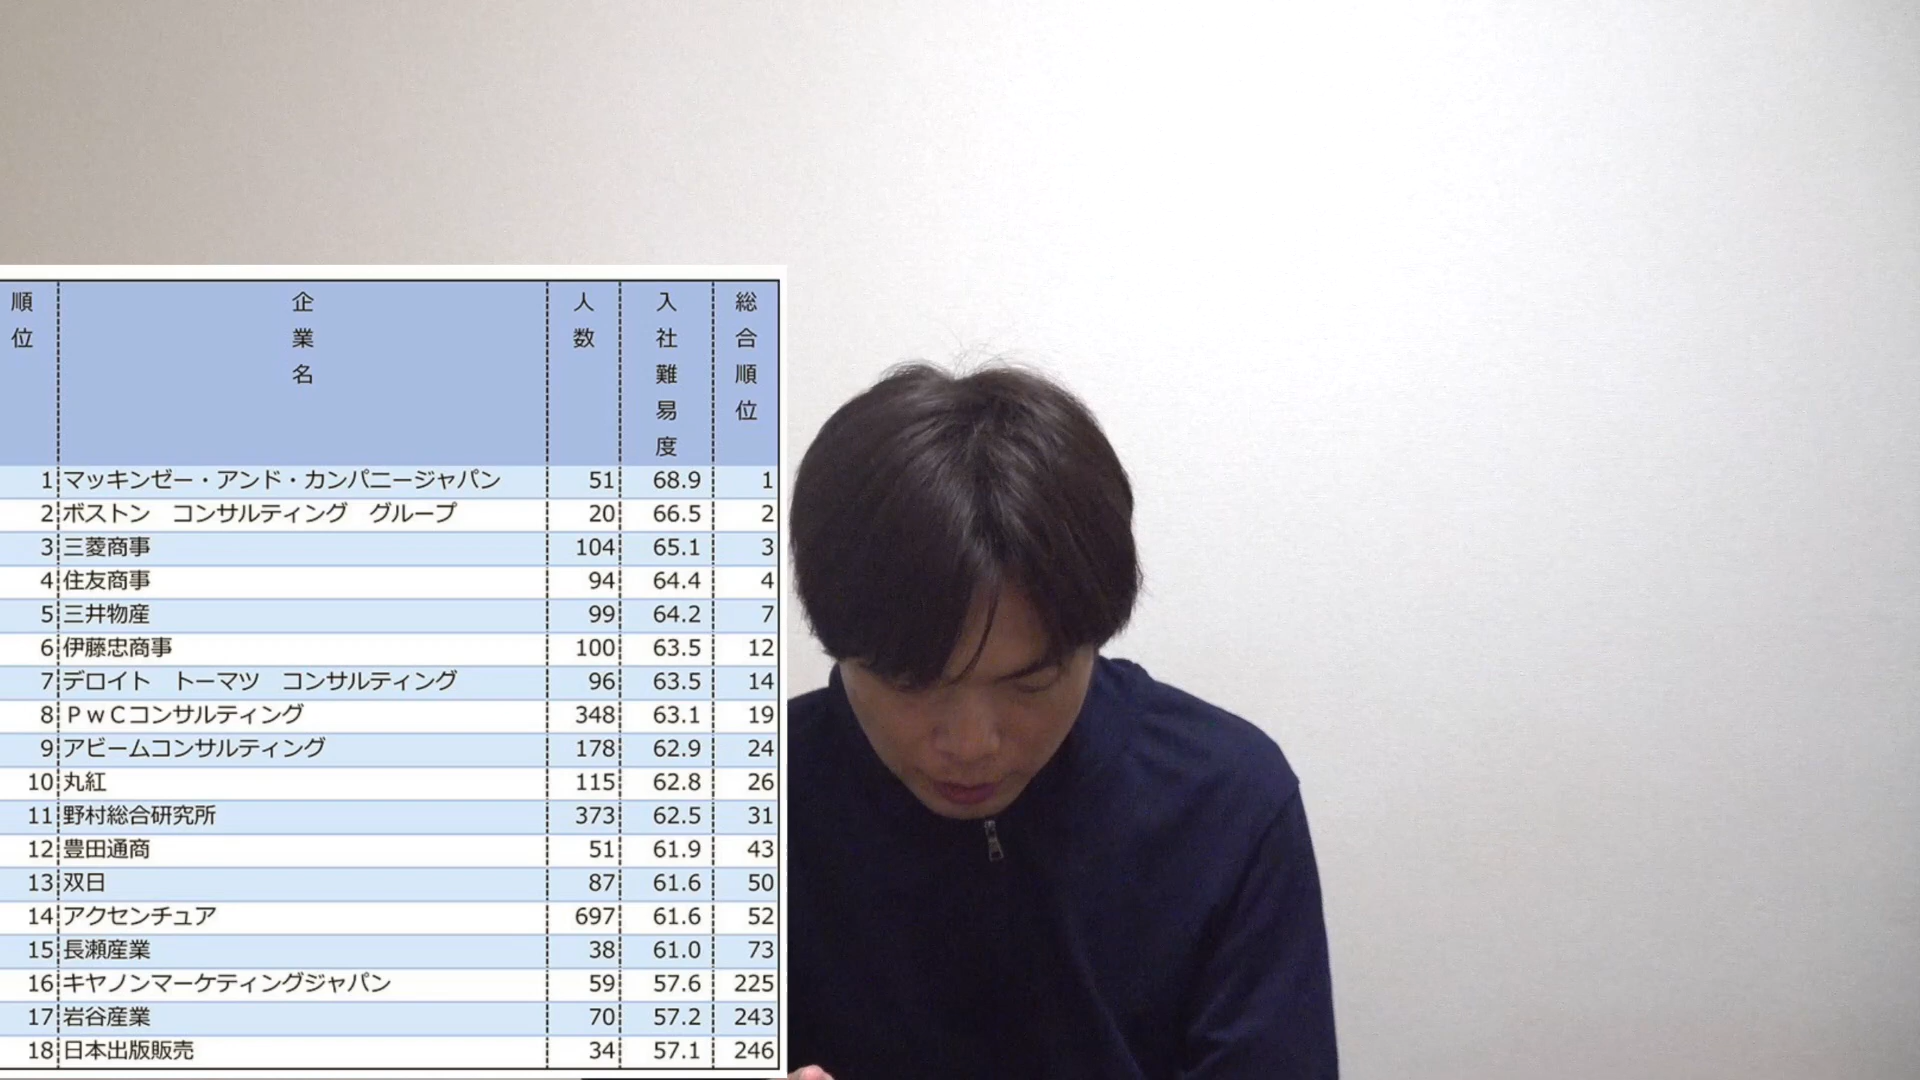 順位 企業名 人数 入社難易度 総合順位
1 マッキンゼー・アンド・カンパニージャパン 51 68.9 1
2 ボストン　コンサルティング　グループ 20 66.5 2
3 三菱商事 104 65.1 3
4 住友商事 94 64.4 4
5 三井物産 99 64.2 7
6 伊藤忠商事 100 63.5 12
7 デロイト　トーマツ　コンサルティング 96 63.5 14
8 ＰｗＣコンサルティング 348 63.1 19
9 アビームコンサルティング 178 62.9 24
10 丸紅 115 62.8 26
11 野村総合研究所 373 62.5 31
12 豊田通商 51 61.9 43
13 双日 87 61.6 50
14 アクセンチュア 697 61.6 52
15 長瀬産業 38 61.0 73
16 キヤノンマーケティングジャパン 59 57.6 225
17 岩谷産業 70 57.2 243
18 日本出版販売 34 57.1 246